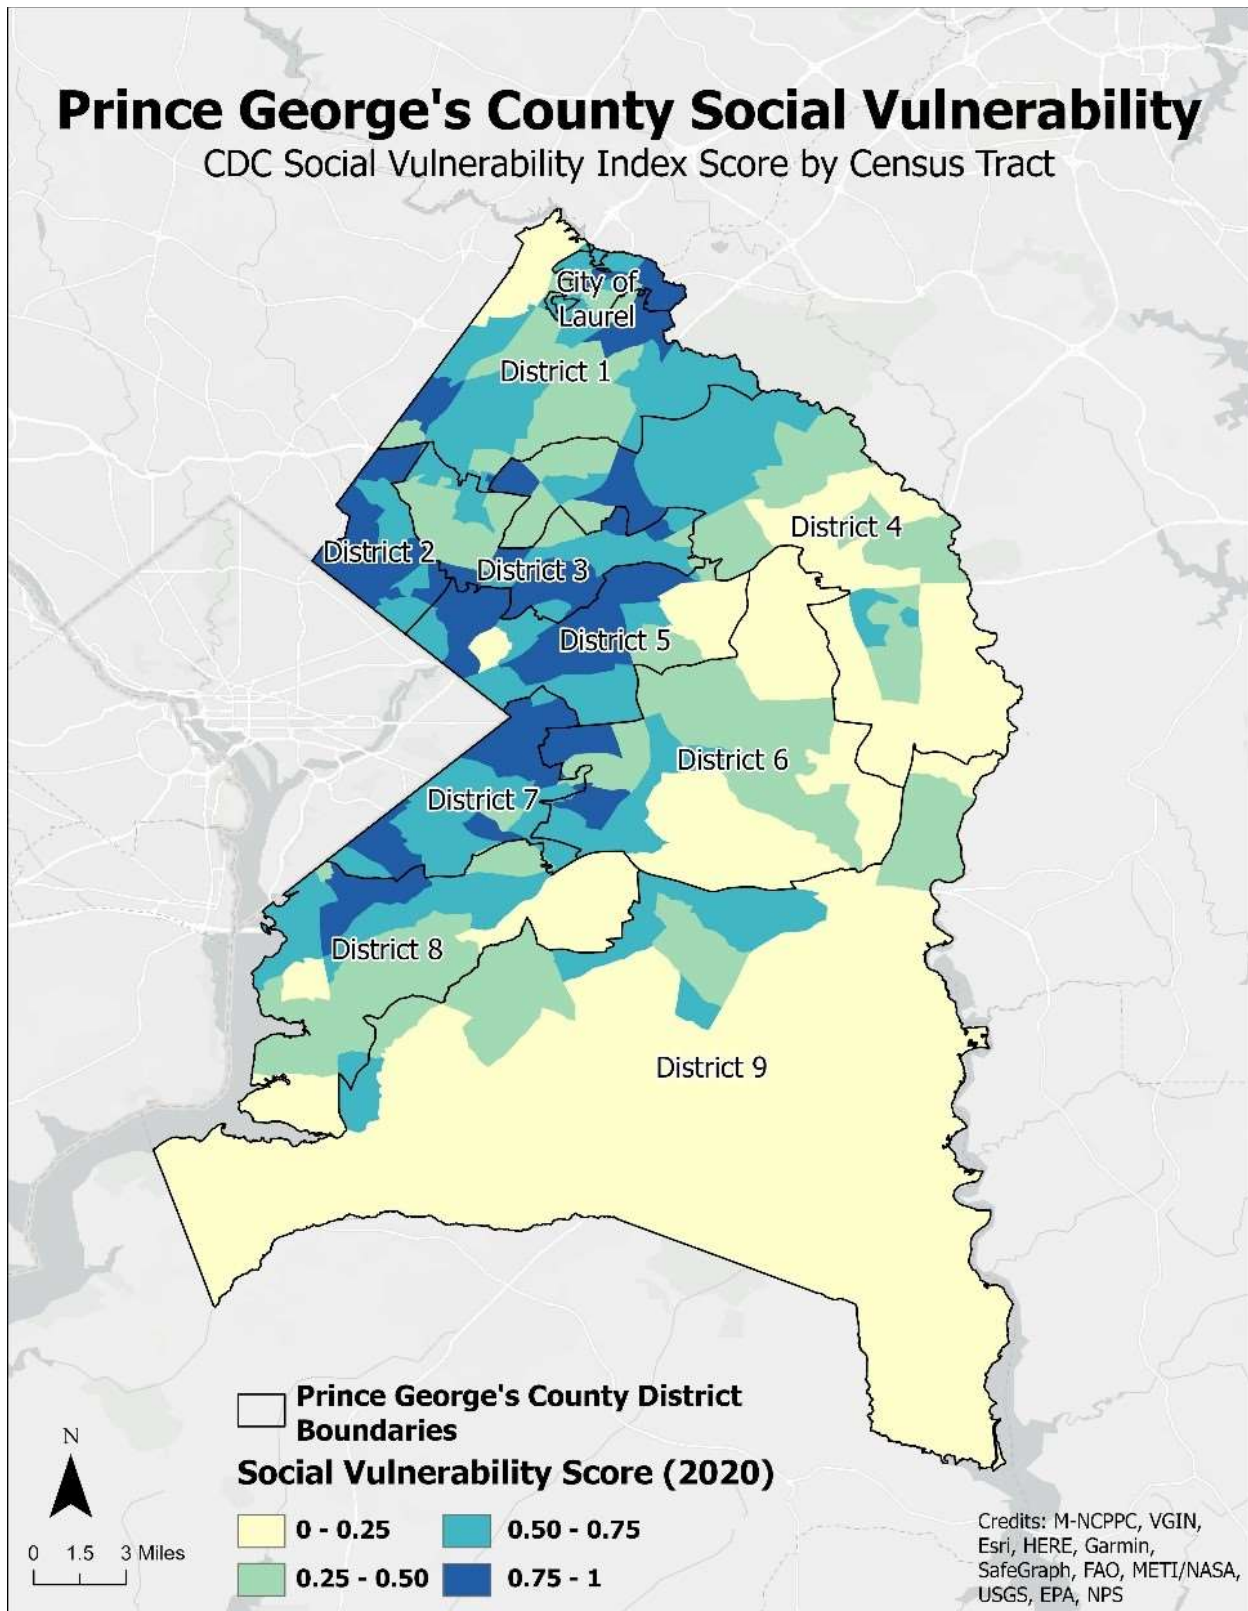 Prince George's County Social Vulnerability
CDC Social Vulnerability Index Score by Census Tract
City of
Laurel
District 1
District 4
District 2
District 3
District 5
District 6
District 7
District 8
District 9
Prince George's County District
Boundaries
Social Vulnerability Score (2020)
0 - 0.25
0.50 - 0.75
0.25 - 0.50
0.75 - 1
N
0 1.5 3 Miles
Credits: M-NCPPC, VGIN,
Esri, HERE, Garmin,
SafeGraph, FAO, METI/NASA,
USGS, EPA, NPS